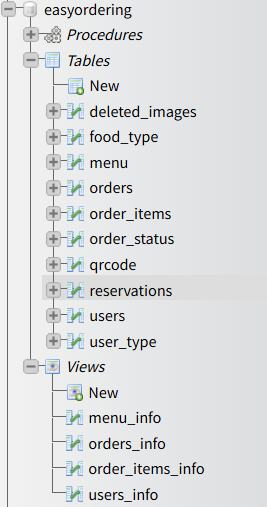 easyordering
Procedures
Tables
New
deleted_images
food_type
menu
orders
order_items
order_status
qrcode
reservations
users
user_type
Views
New
menu_info
orders_info
order_items_info
users_info